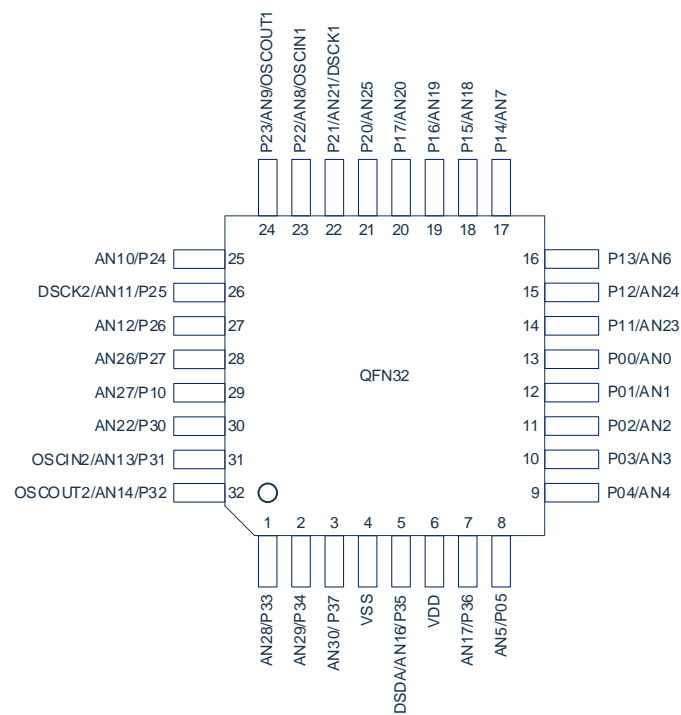 P23/AN9/OSCOUT1
P22/AN8/OSCIN1
P21/AN21/DSCK1
P20/AN25
P17/AN20
P16/AN19
P15/AN18
P14/AN7
24
23
22
21
20
19
18
17
AN10/P24
25
16
P13/AN6
DSCK2/AN11/P25
26
15
P12/AN24
AN12/P26
27
14
P11/AN23
AN26/P27
28
13
P00/AN0
QFN32
AN27/P10
29
12
P01/AN1
AN22/P30
30
11
P02/AN2
OSCIN2/AN13/P31
31
10
P03/AN3
OSCOUT2/AN14/P32
32
9
P04/AN4
1
2
3
4
5
6
7
8
AN28/P33
AN29/P34
AN30/ P37
VSS
DSDA/AN16/P35
VDD
AN17/P36
AN5/P05